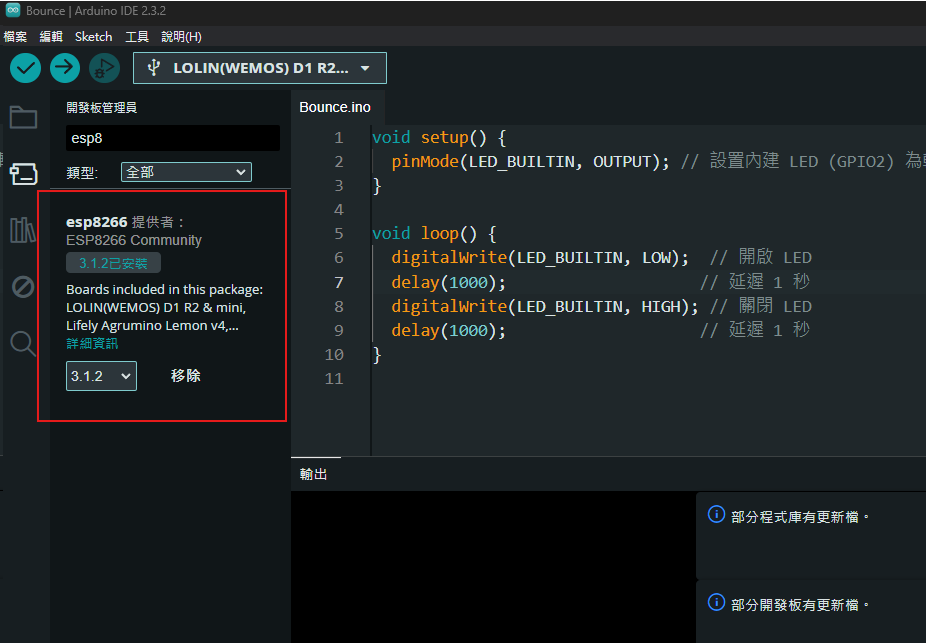 Bounce | Arduino IDE 2.3.2
檔案 編輯 Sketch 工具 說明(H)
LOLIN(WEMOS) D1 R2...
開發板管理員
esp8
類型: 全部
esp8266 提供者：
ESP8266 Community
3.1.2已安裝
Boards included in this package:
LOLIN(WEMOS) D1 R2 & mini,
Lifely Agrumino Lemon v4,...
詳細資訊
3.1.2 移除
Bounce.ino
1 void setup() {
2 pinMode(LED_BUILTIN, OUTPUT); // 設置內建 LED (GPIO2) 為
3 }
4
5 void loop() {
6 digitalWrite(LED_BUILTIN, LOW); // 開啟 LED
7 delay(1000); // 延遲 1 秒
8 digitalWrite(LED_BUILTIN, HIGH); // 關閉 LED
9 delay(1000); // 延遲 1 秒
10 }
11
輸出
部分程式庫有更新檔。
部分開發板有更新檔。